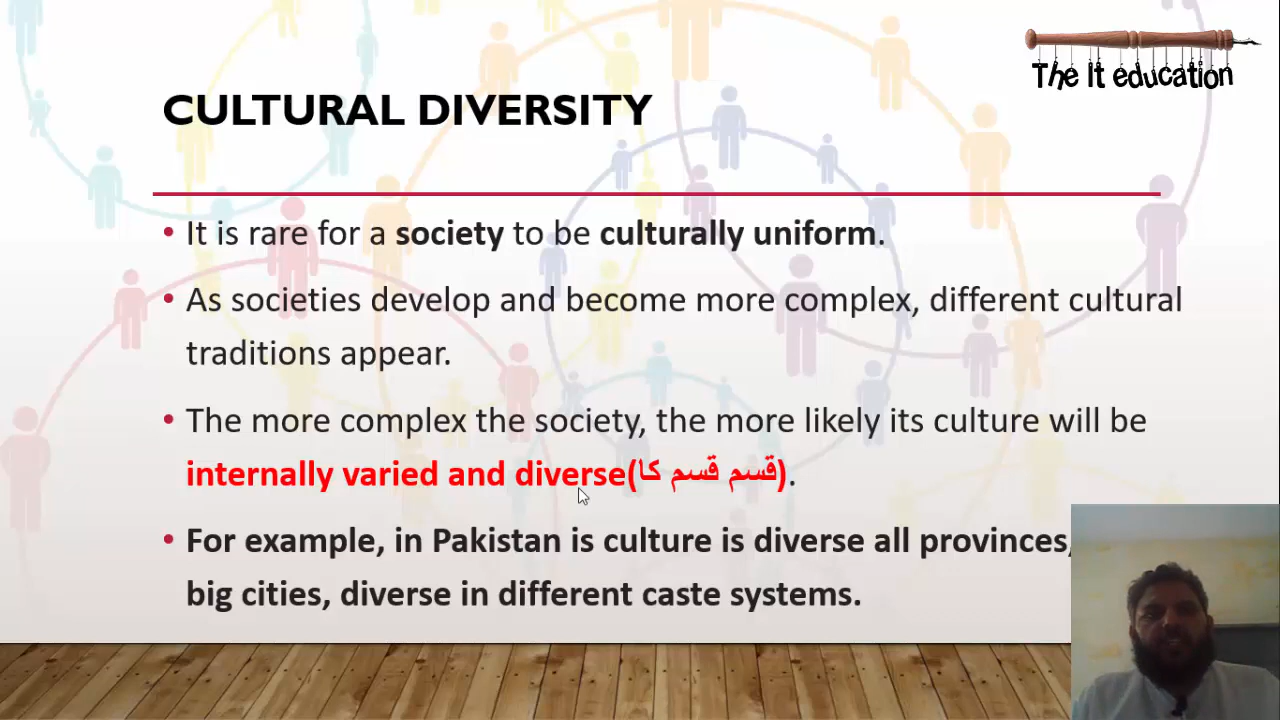 The It education
CULTURAL DIVERSITY
• It is rare for a society to be culturally uniform.
• As societies develop and become more complex, different cultural
traditions appear.
• The more complex the society, the more likely its culture will be
internally varied and diverse(قسم قسم کا).
• For example, in Pakistan is culture is diverse all provinces,
big cities, diverse in different caste systems.